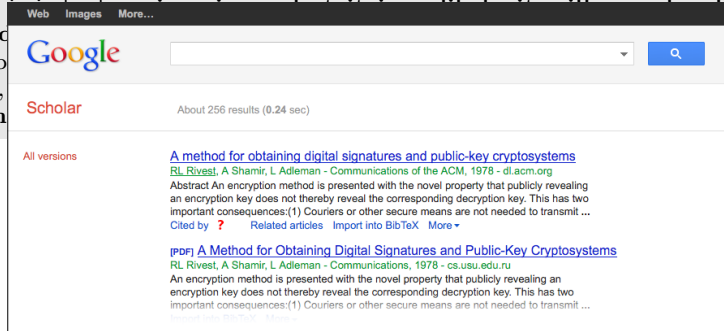 Web Images More...
Google
Scholar
About 256 results (0.24 sec)
All versions
A method for obtaining digital signatures and public-key cryptosystems
RL Rivest, A Shamir, L Adleman - Communications of the ACM, 1978 - dl.acm.org
Abstract An encryption method is presented with the novel property that publicly revealing
an encryption key does not thereby reveal the corresponding decryption key. This has two
important consequences:(1) Couriers or other secure means are not needed to transmit ...
Cited by ? Related articles Import into BibTeX More
[PDF] A Method for Obtaining Digital Signatures and Public-Key Cryptosystems
RL Rivest, A Shamir, L Adleman - Communications, 1978 - cs.usu.edu.ru
An encryption method is presented with the novel property that publicly revealing an
encryption key does not thereby reveal the corresponding decryption key. This has two
important consequences:(1) Couriers or other secure means are not needed to transmit ...
Import into BibTeX More